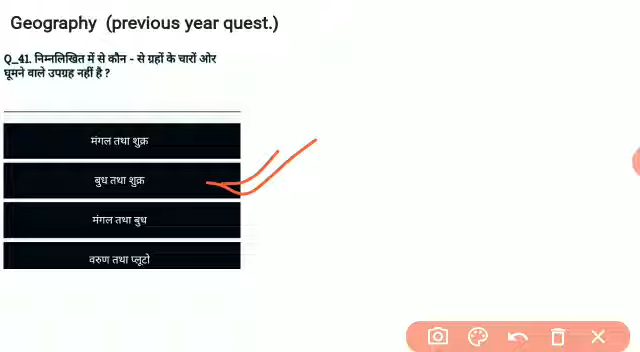 Geography (previous year quest.)
Q_41. निम्नलिखित में से कौन - से ग्रहों के चारों ओर
घूमने वाले उपग्रह नहीं है ?
मंगल तथा शुक्र
बुध तथा शुक्र
मंगल तथा बुध
वरुण तथा प्लूटो